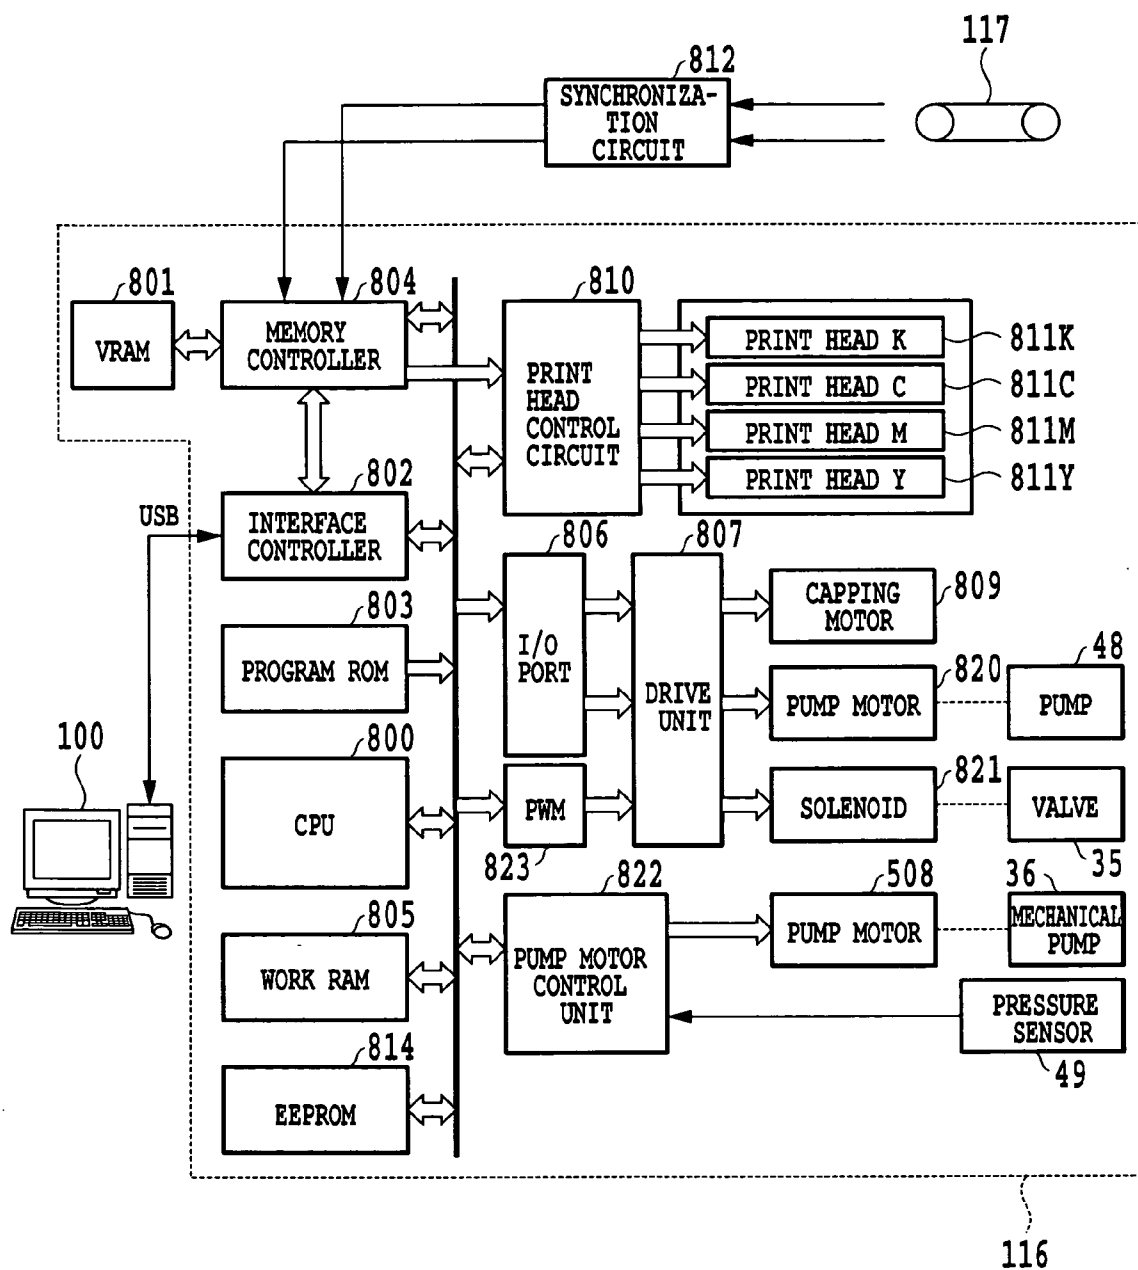 117
812
SYNCHRONIZA-
TION
CIRCUIT
801
804
810
VRAM
MEMORY
CONTROLLER
PRINT
HEAD
CONTROL
CIRCUIT
PRINT HEAD K
811K
PRINT HEAD C
811C
PRINT HEAD M
811M
PRINT HEAD Y
811Y
802
USB
INTERFACE
CONTROLLER
806
807
I/O
PORT
DRIVE
UNIT
CAPPING
MOTOR
809
803
PROGRAM ROM
820
48
PUMP MOTOR
PUMP
100
800
CPU
PWM
823
821
SOLENOID
VALVE
35
822
508
36
PUMP MOTOR
CONTROL
UNIT
PUMP MOTOR
MECHANICAL
PUMP
805
WORK RAM
PRESSURE
SENSOR
49
814
EEPROM
116